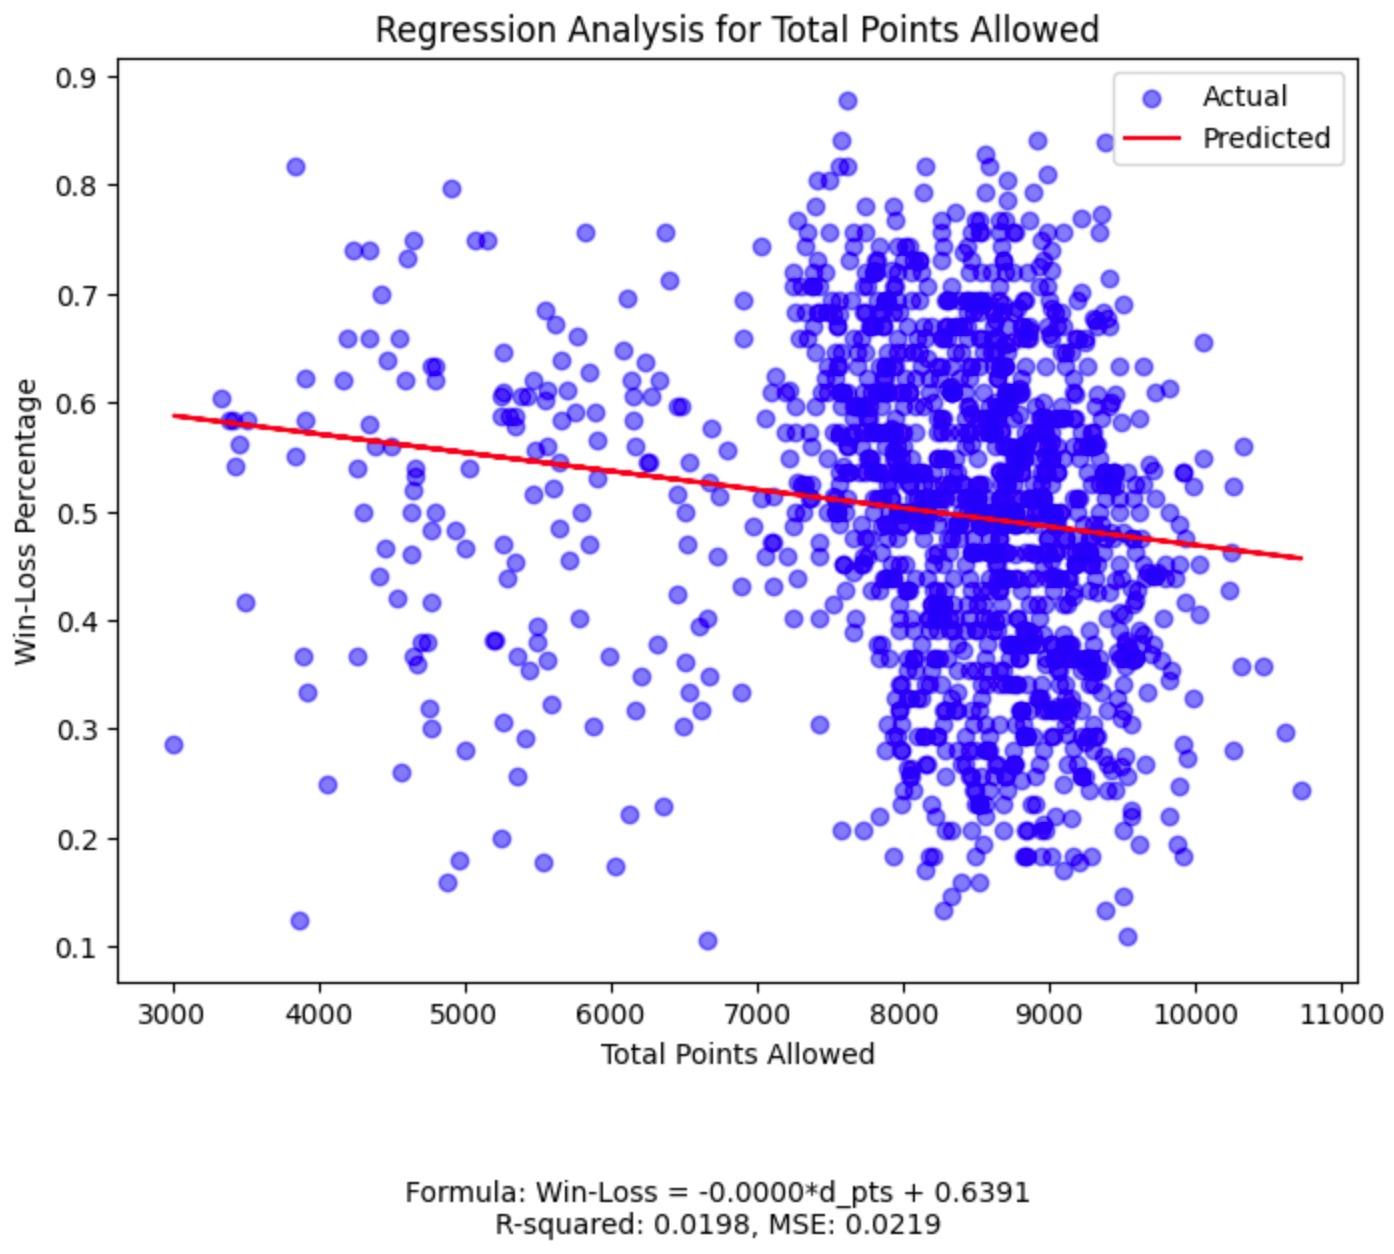 Regression Analysis for Total Points Allowed
Actual
Predicted
0.9
0.8
0.7
0.6
0.5
0.4
0.3
0.2
0.1
Win-Loss Percentage
3000 4000 5000 6000 7000 8000 9000 10000 11000
Total Points Allowed
Formula: Win-Loss = -0.0000*d_pts + 0.6391
R-squared: 0.0198, MSE: 0.0219